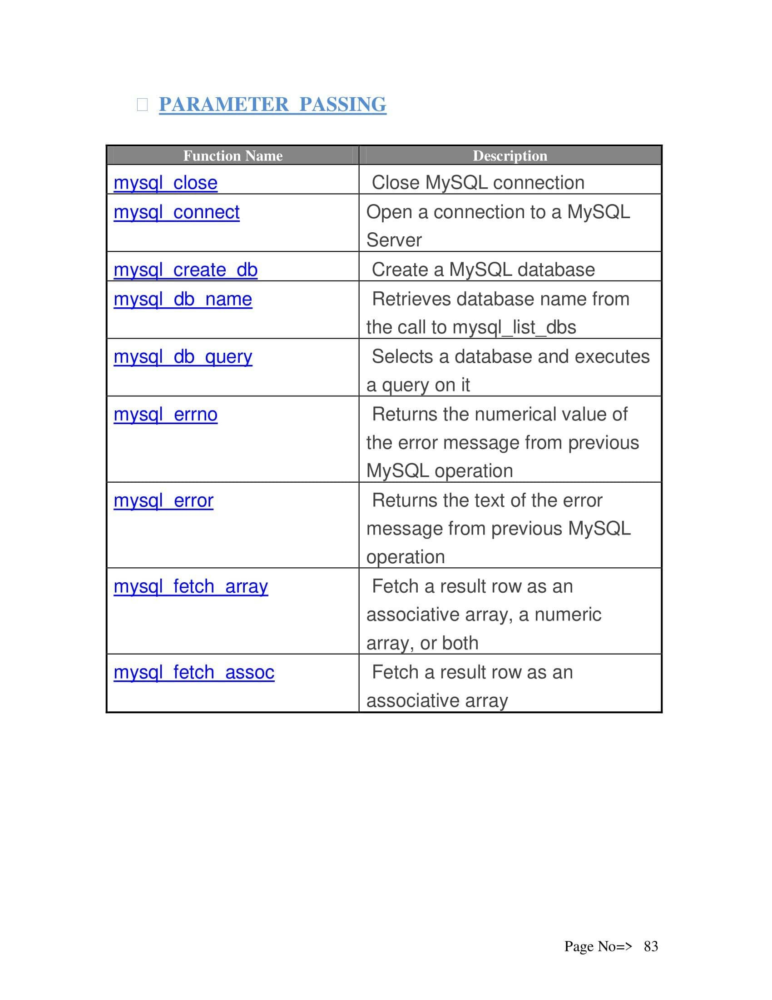 PARAMETER PASSING
Function Name Description
mysql_close Close MySQL connection
mysql_connect Open a connection to a MySQL
Server
mysql_create_db Create a MySQL database
mysql_db_name Retrieves database name from
the call to mysql_list_dbs
mysql_db_query Selects a database and executes
a query on it
mysql_errno Returns the numerical value of
the error message from previous
MySQL operation
mysql_error Returns the text of the error
message from previous MySQL
operation
mysql_fetch_array Fetch a result row as an
associative array, a numeric
array, or both
mysql_fetch_assoc Fetch a result row as an
associative array
Page No=> 83